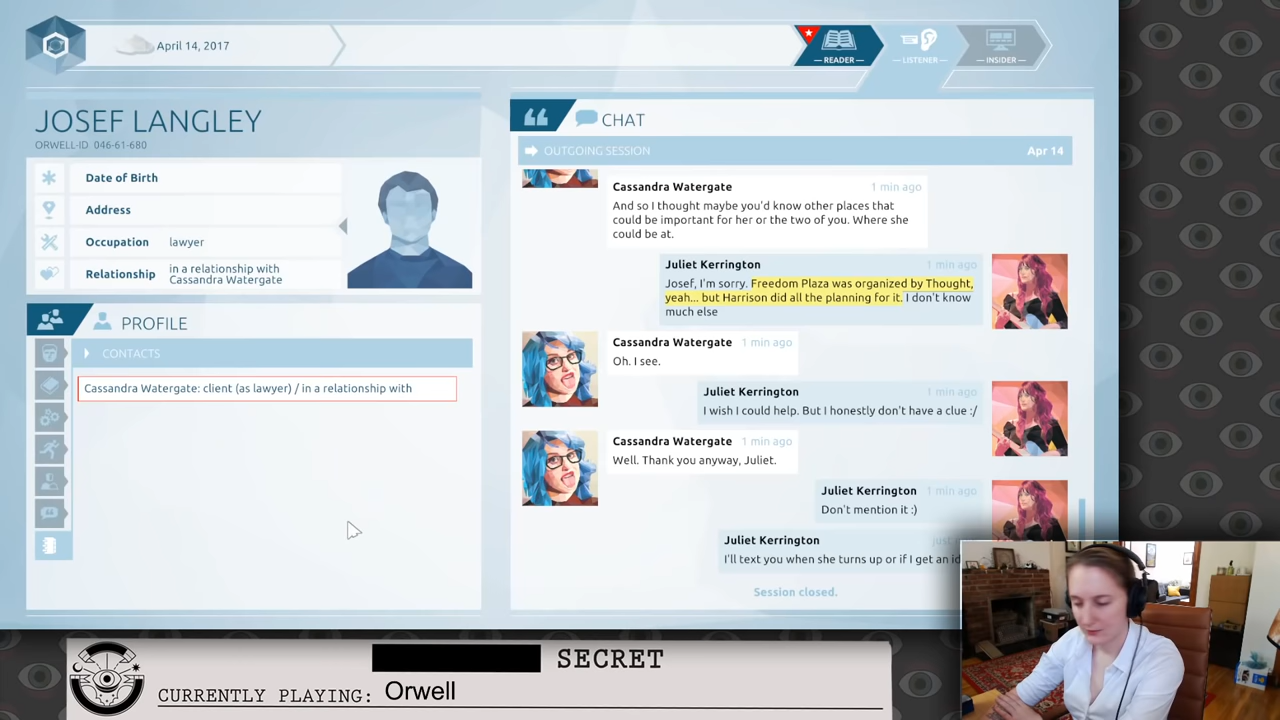 April 14, 2017
— READER —
— LISTENER —
— INSIDER —
JOSEF LANGLEY
ORWELL-ID 046-61-680
Date of Birth
Address
Occupation lawyer
Relationship in a relationship with
Cassandra Watergate
PROFILE
CONTACTS
Cassandra Watergate: client (as lawyer) / in a relationship with
CHAT
OUTGOING SESSION Apr 14
Cassandra Watergate 1 min ago
And so I thought maybe you'd know other places that
could be important for her or the two of you. Where she
could be at.
Juliet Kerrington 1 min ago
Josef, I'm sorry. Freedom Plaza was organized by Thought,
yeah... but Harrison did all the planning for it. I don't know
much else
Cassandra Watergate 1 min ago
Oh. I see.
Juliet Kerrington 1 min ago
I wish I could help. But I honestly don't have a clue :/
Cassandra Watergate 1 min ago
Well. Thank you anyway, Juliet.
Juliet Kerrington 1 min ago
Don't mention it :)
Juliet Kerrington just
I'll text you when she turns up or if I get an id
Session closed.
SECRET
CURRENTLY PLAYING: Orwell